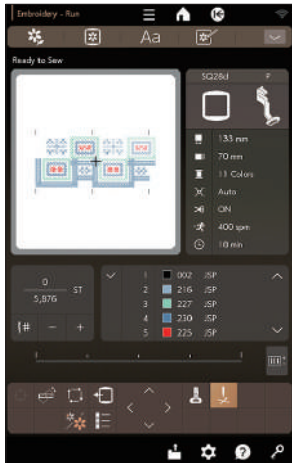 Embroidery - Run
Aa
Ready to Sew
SQ28d P
133 mm
70 mm
11 Colors
Auto
ON
400 spm
18 min
0
5,876
ST
1 002 JSP
2 216 JSP
3 227 JSP
4 230 JSP
5 225 JSP